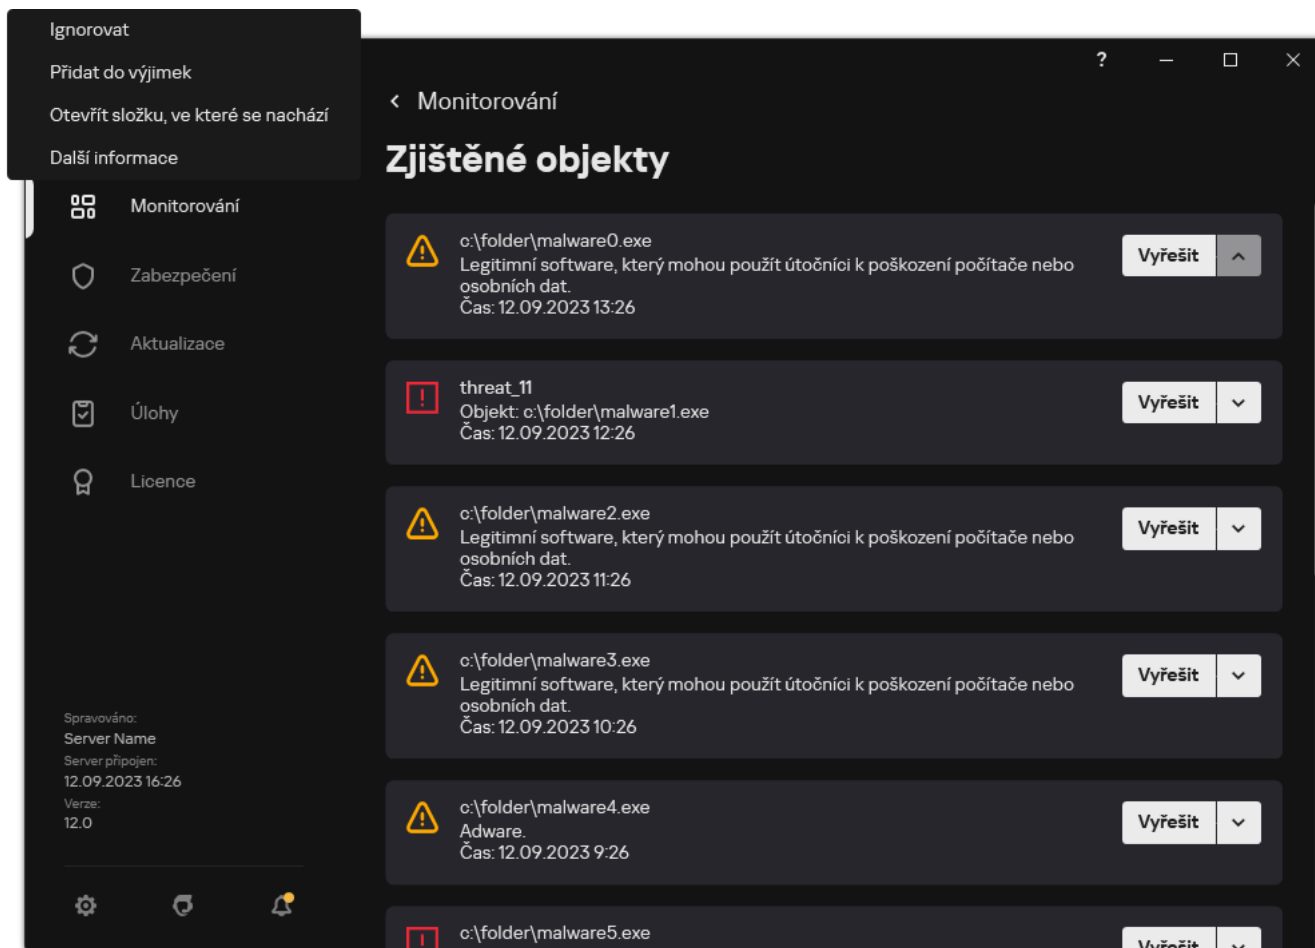 Ignorovat
Přidat do výjimek
Otevřít složku, ve které se nachází
Další informace
?
Monitorování
Zjištěné objekty
Monitorování
Zabezpečení
Aktualizace
Úlohy
Licence
c:\folder\malware0.exe
Legitimní software, který mohou použít útočníci k poškození počítače nebo
osobních dat.
Čas: 12.09.2023 13:26
Vyřešit
threat_11
Objekt: c:\folder\malware1.exe
Čas: 12.09.2023 12:26
Vyřešit
c:\folder\malware2.exe
Legitimní software, který mohou použít útočníci k poškození počítače nebo
osobních dat.
Čas: 12.09.2023 11:26
Vyřešit
c:\folder\malware3.exe
Legitimní software, který mohou použít útočníci k poškození počítače nebo
osobních dat.
Čas: 12.09.2023 10:26
Vyřešit
c:\folder\malware4.exe
Adware.
Čas: 12.09.2023 9:26
Vyřešit
c:\folder\malware5.exe
Vyřešit
Spravováno:
Server Name
Server připojen:
12.09.2023 16:26
Verze:
12.0